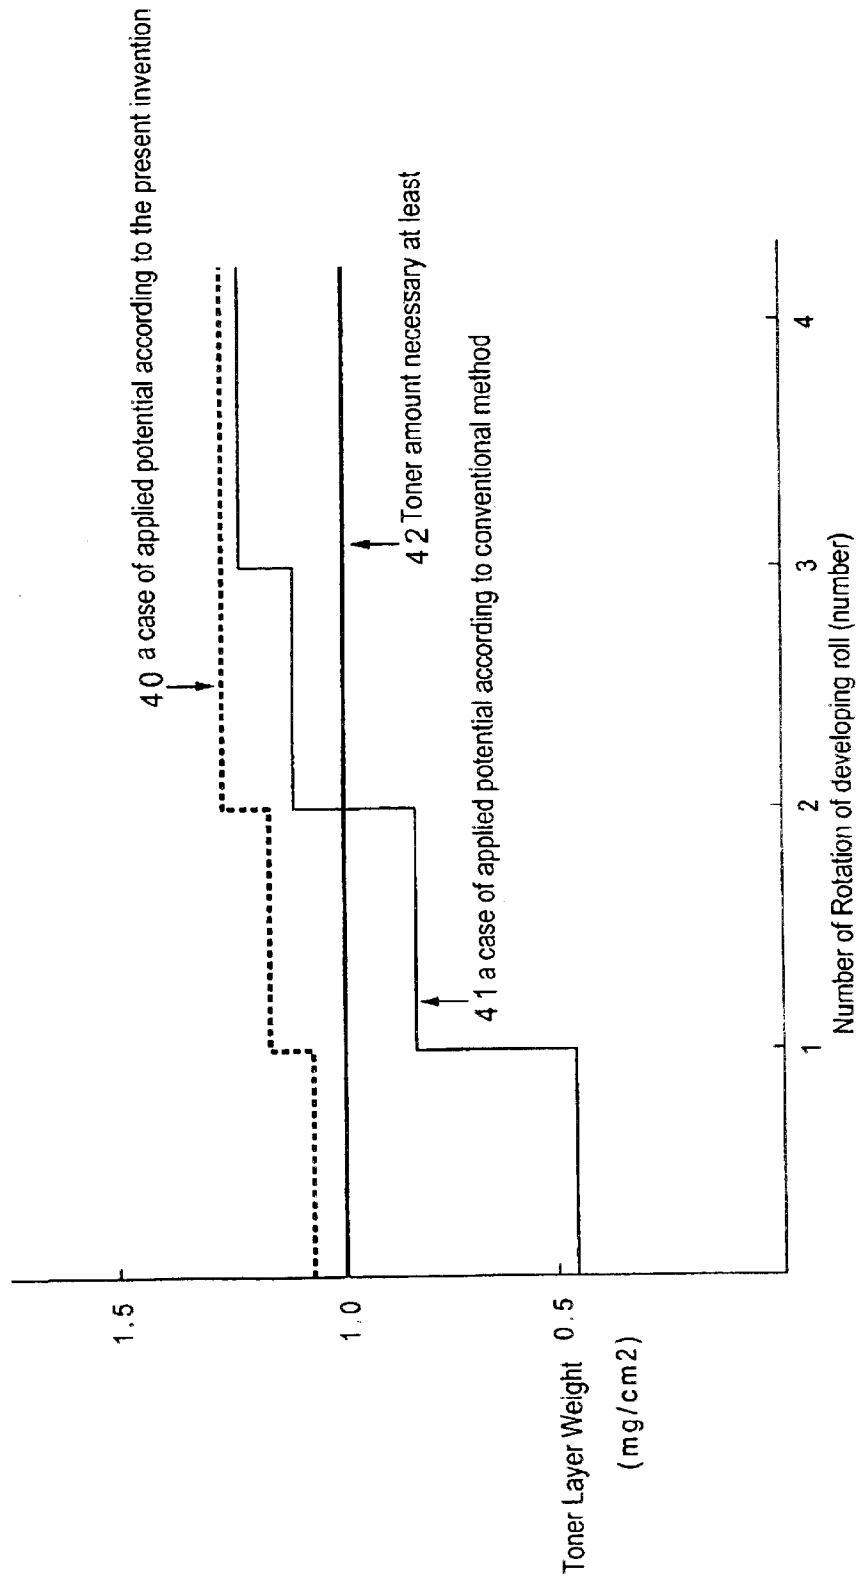 40 a case of applied potential according to the present invention
42 Toner amount necessary at least
41 a case of applied potential according to conventional method
1.5
1.0
0.5
Toner Layer Weight
(mg/cm2)
1
2
3
4
Number of Rotation of developing roll (number)